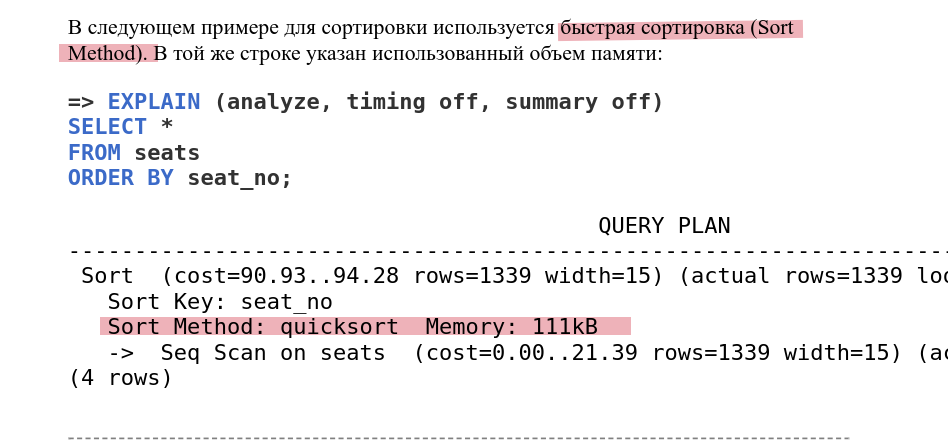 В следующем примере для сортировки используется быстрая сортировка (Sort
Method). В той же строке указан использованный объем памяти:
=> EXPLAIN (analyze, timing off, summary off)
SELECT *
FROM seats
ORDER BY seat_no;
QUERY PLAN
-------------------------------------------------------------------
Sort  (cost=90.93..94.28 rows=1339 width=15) (actual rows=1339
Sort Key: seat_no
Sort Method: quicksort  Memory: 111kB
->  Seq Scan on seats  (cost=0.00..21.39 rows=1339 width=15)
(4 rows)